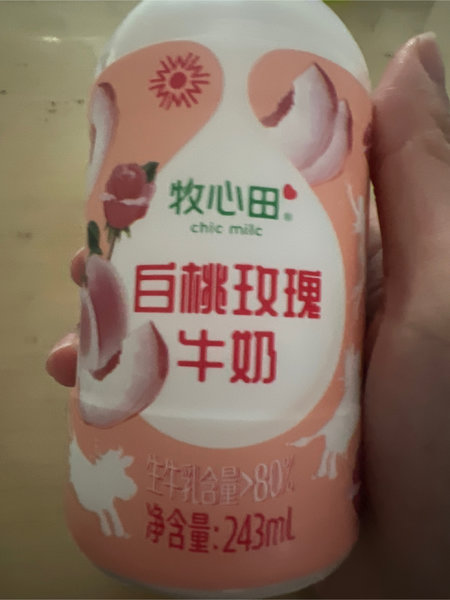 牧心田®
chic milc
白桃玫瑰
牛奶
生牛乳含量>80%
净含量:243mL